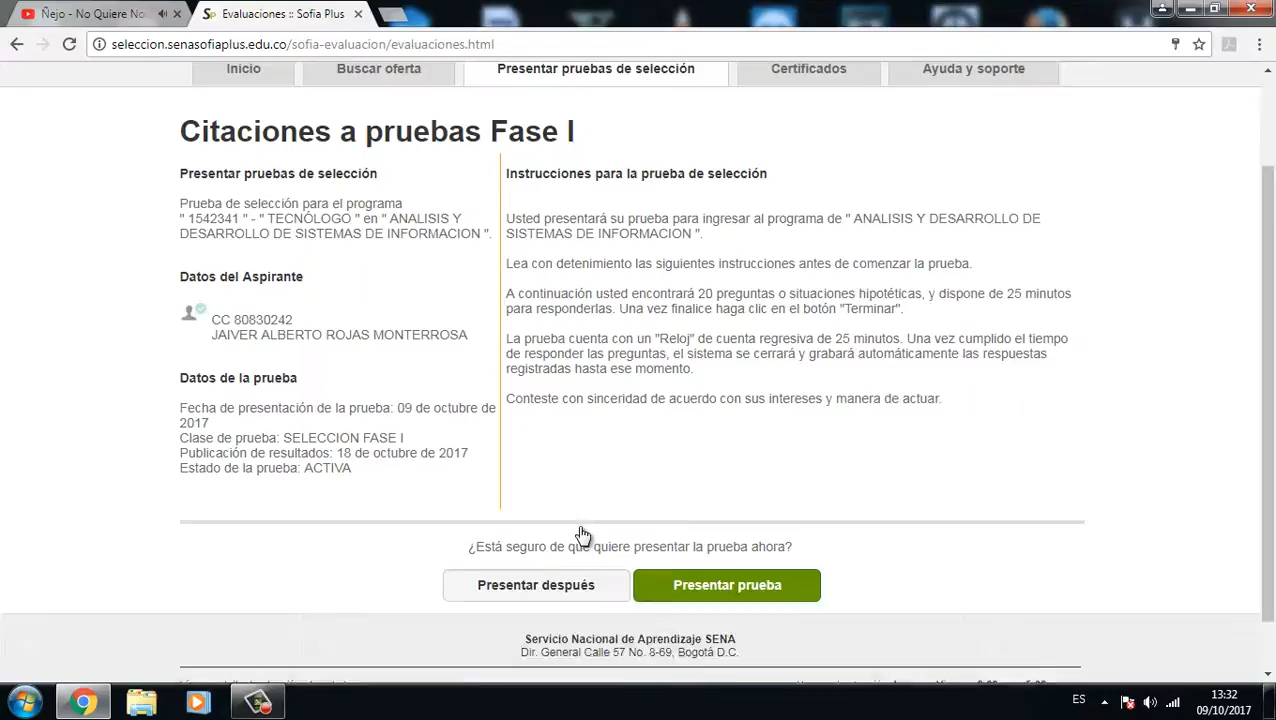 Ñejo - No Quiere No
Evaluaciones :: Sofia Plus
seleccion.senasofiaplus.edu.co/sofia-evaluacion/evaluaciones.html
Inicio
Buscar oferta
Presentar pruebas de selección
Certificados
Ayuda y soporte
Citaciones a pruebas Fase I
Presentar pruebas de selección
Prueba de selección para el programa
" 1542341 " - " TECNÓLOGO " en " ANALISIS Y
DESARROLLO DE SISTEMAS DE INFORMACION ".
Datos del Aspirante
CC 80830242
JAIVER ALBERTO ROJAS MONTERROSA
Datos de la prueba
Fecha de presentación de la prueba: 09 de octubre de
2017
Clase de prueba: SELECCION FASE I
Publicación de resultados: 18 de octubre de 2017
Estado de la prueba: ACTIVA
Instrucciones para la prueba de selección
Usted presentará su prueba para ingresar al programa de " ANALISIS Y DESARROLLO DE
SISTEMAS DE INFORMACION ".
Lea con detenimiento las siguientes instrucciones antes de comenzar la prueba.
A continuación usted encontrará 20 preguntas o situaciones hipotéticas, y dispone de 25 minutos
para responderlas. Una vez finalice haga clic en el botón "Terminar".
La prueba cuenta con un "Reloj" de cuenta regresiva de 25 minutos. Una vez cumplido el tiempo
de responder las preguntas, el sistema se cerrará y grabará automáticamente las respuestas
registradas hasta ese momento.
Conteste con sinceridad de acuerdo con sus intereses y manera de actuar.
¿Está seguro de que quiere presentar la prueba ahora?
Presentar después
Presentar prueba
Servicio Nacional de Aprendizaje SENA
Dir. General Calle 57 No. 8-69, Bogotá D.C.
ES
13:32
09/10/2017